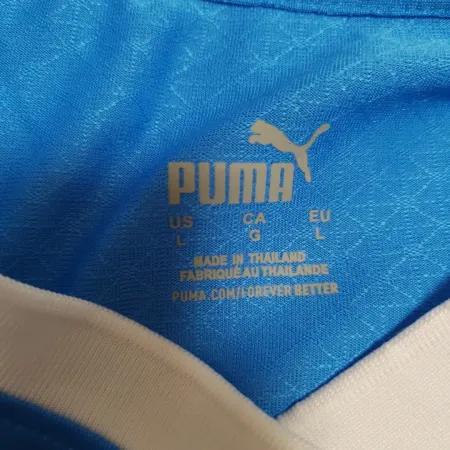 PUMA
US CA EU
L G L
MADE IN THAILAND
FABRIQUÉ AU THAILANDE
PUMA.COM/FOREVER BETTER